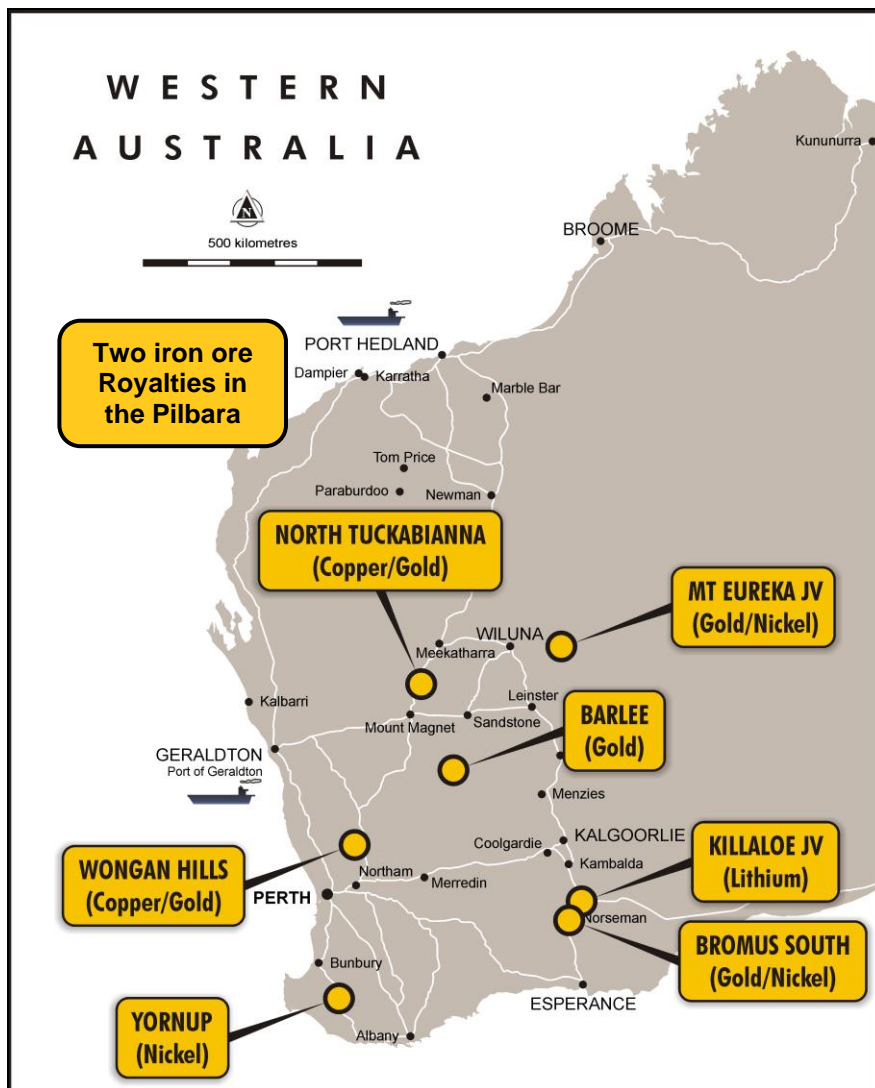 WESTERN
AUSTRALIA
N
500 kilometres
Kununurra
BROOME
Two iron ore
Royalties in
the Pilbara
PORT HEDLAND
Dampier
Karratha
Marble Bar
Tom Price
Paraburdoo
Newman
NORTH TUCKABIANNA
(Copper/Gold)
MT EUREKA JV
(Gold/Nickel)
WILUNA
Meekatharra
Kalbarri
Leinster
Mount Magnet
Sandstone
BARLEE
(Gold)
GERALDTON
Port of Geraldton
Menzies
KALGOORLIE
Coolgardie
Kambalda
WONGAN HILLS
(Copper/Gold)
Northam
Merredin
PERTH
KILLALOE JV
(Lithium)
Norseman
BROMUS SOUTH
(Gold/Nickel)
Bunbury
ESPERANCE
YORNUP
(Nickel)
Albany